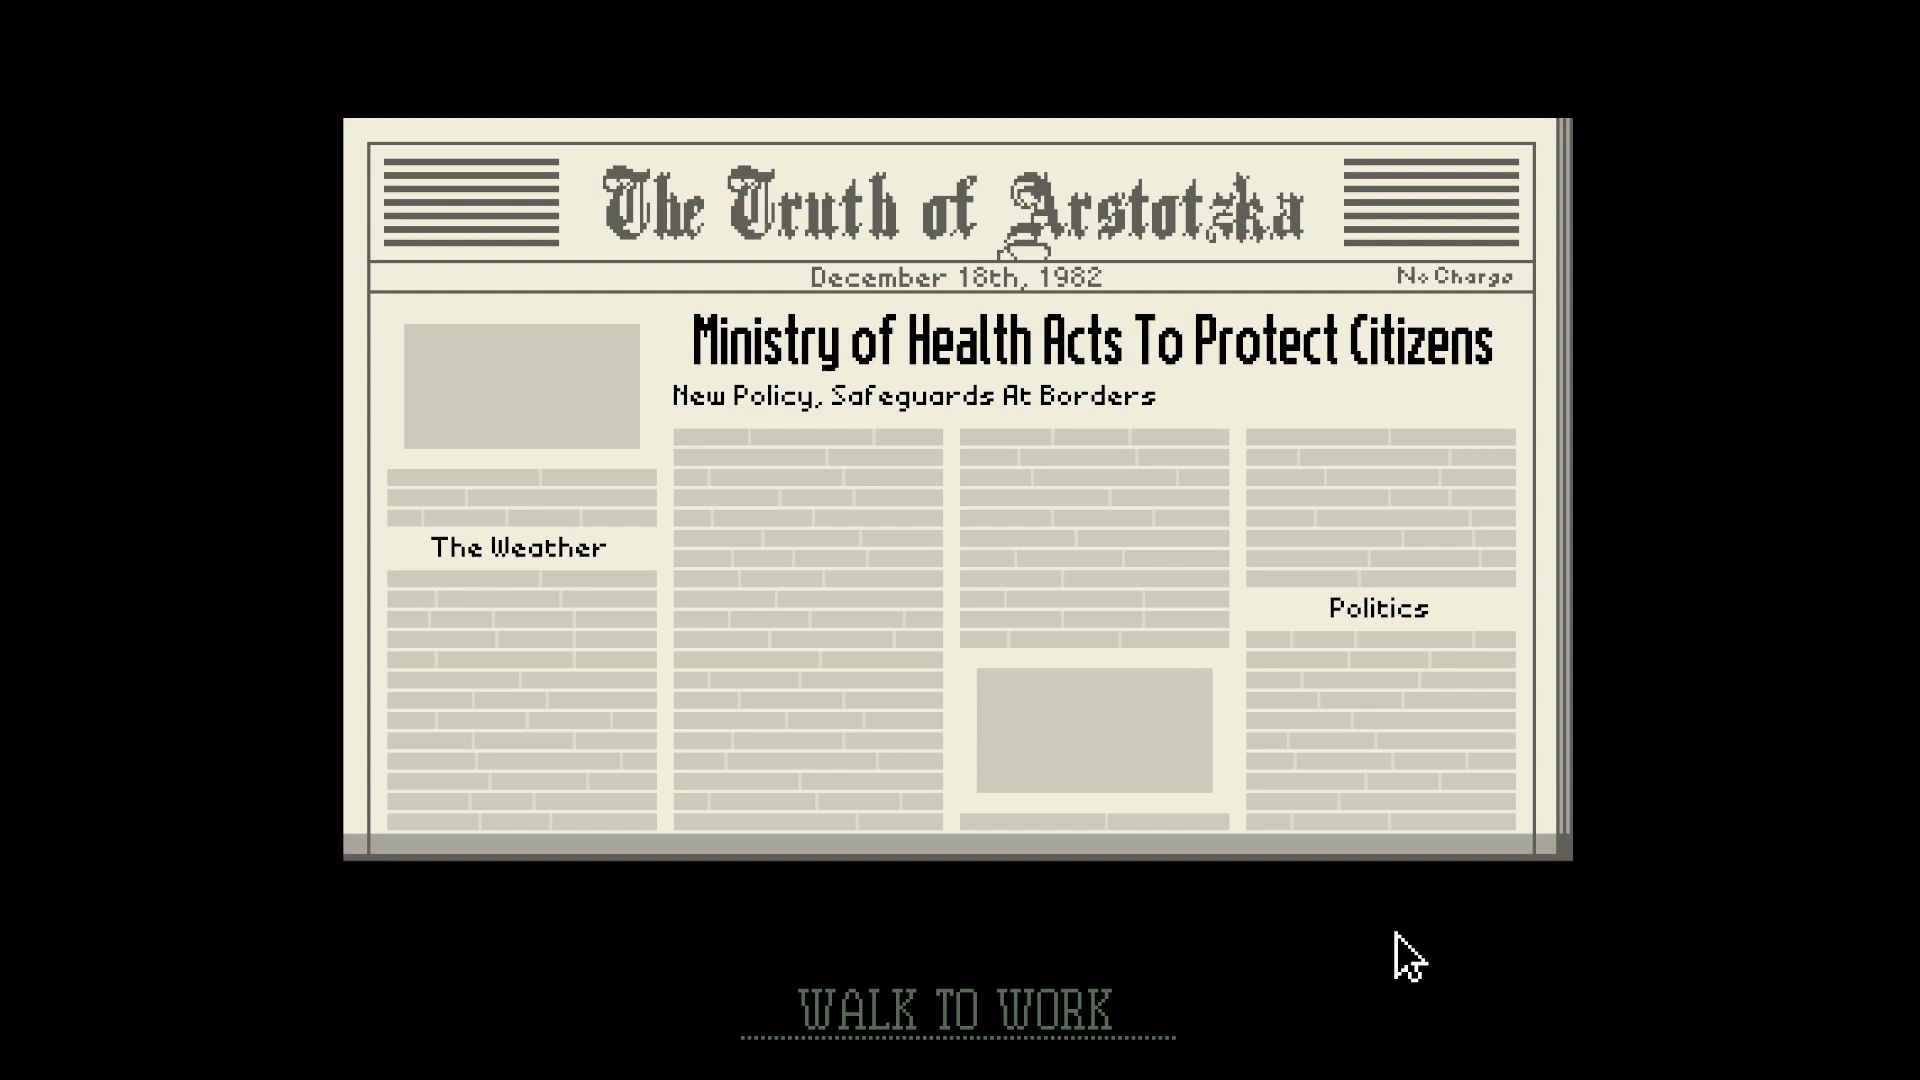 The Truth of Arstotzka
December 18th, 1982
No Charge
Ministry of Health Acts To Protect Citizens
New Policy, Safeguards At Borders
The Weather
Politics
WALK TO WORK